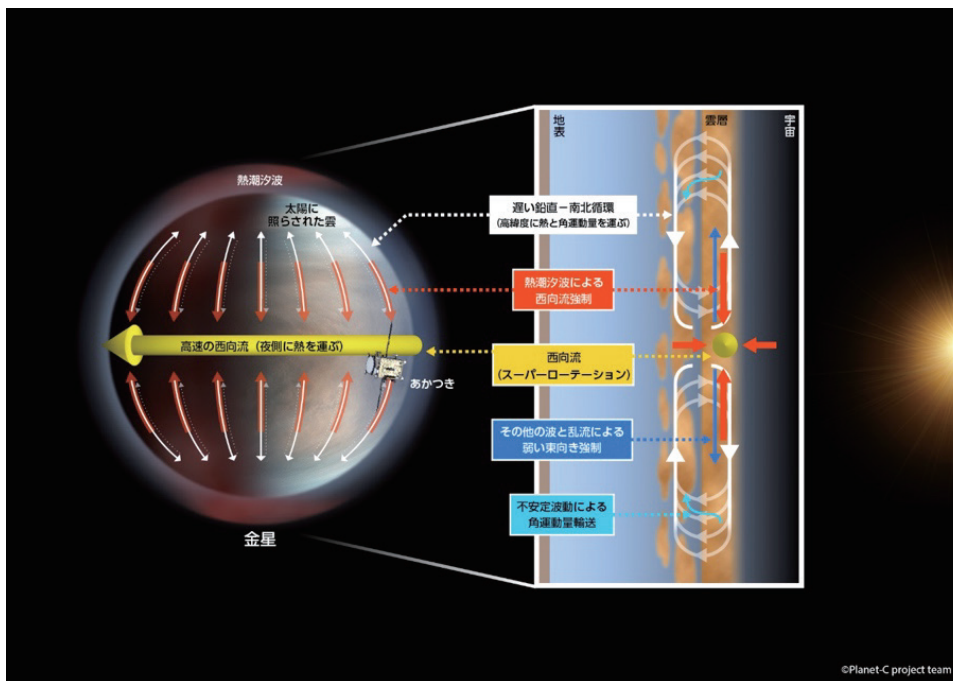 熱潮汐波
太陽に
照らされた雲
高速の西向流（夜側に熱を運ぶ）
あかつき
金星
地表
雲層
宇宙
遅い鉛直－南北循環
(高緯度に熱と角運動量を運ぶ)
熱潮汐波による
西向流強制
西向流
(スーパーローテーション)
その他の波と乱流による
弱い東向き強制
不安定波動による
角運動量輸送
©Planet-C project team